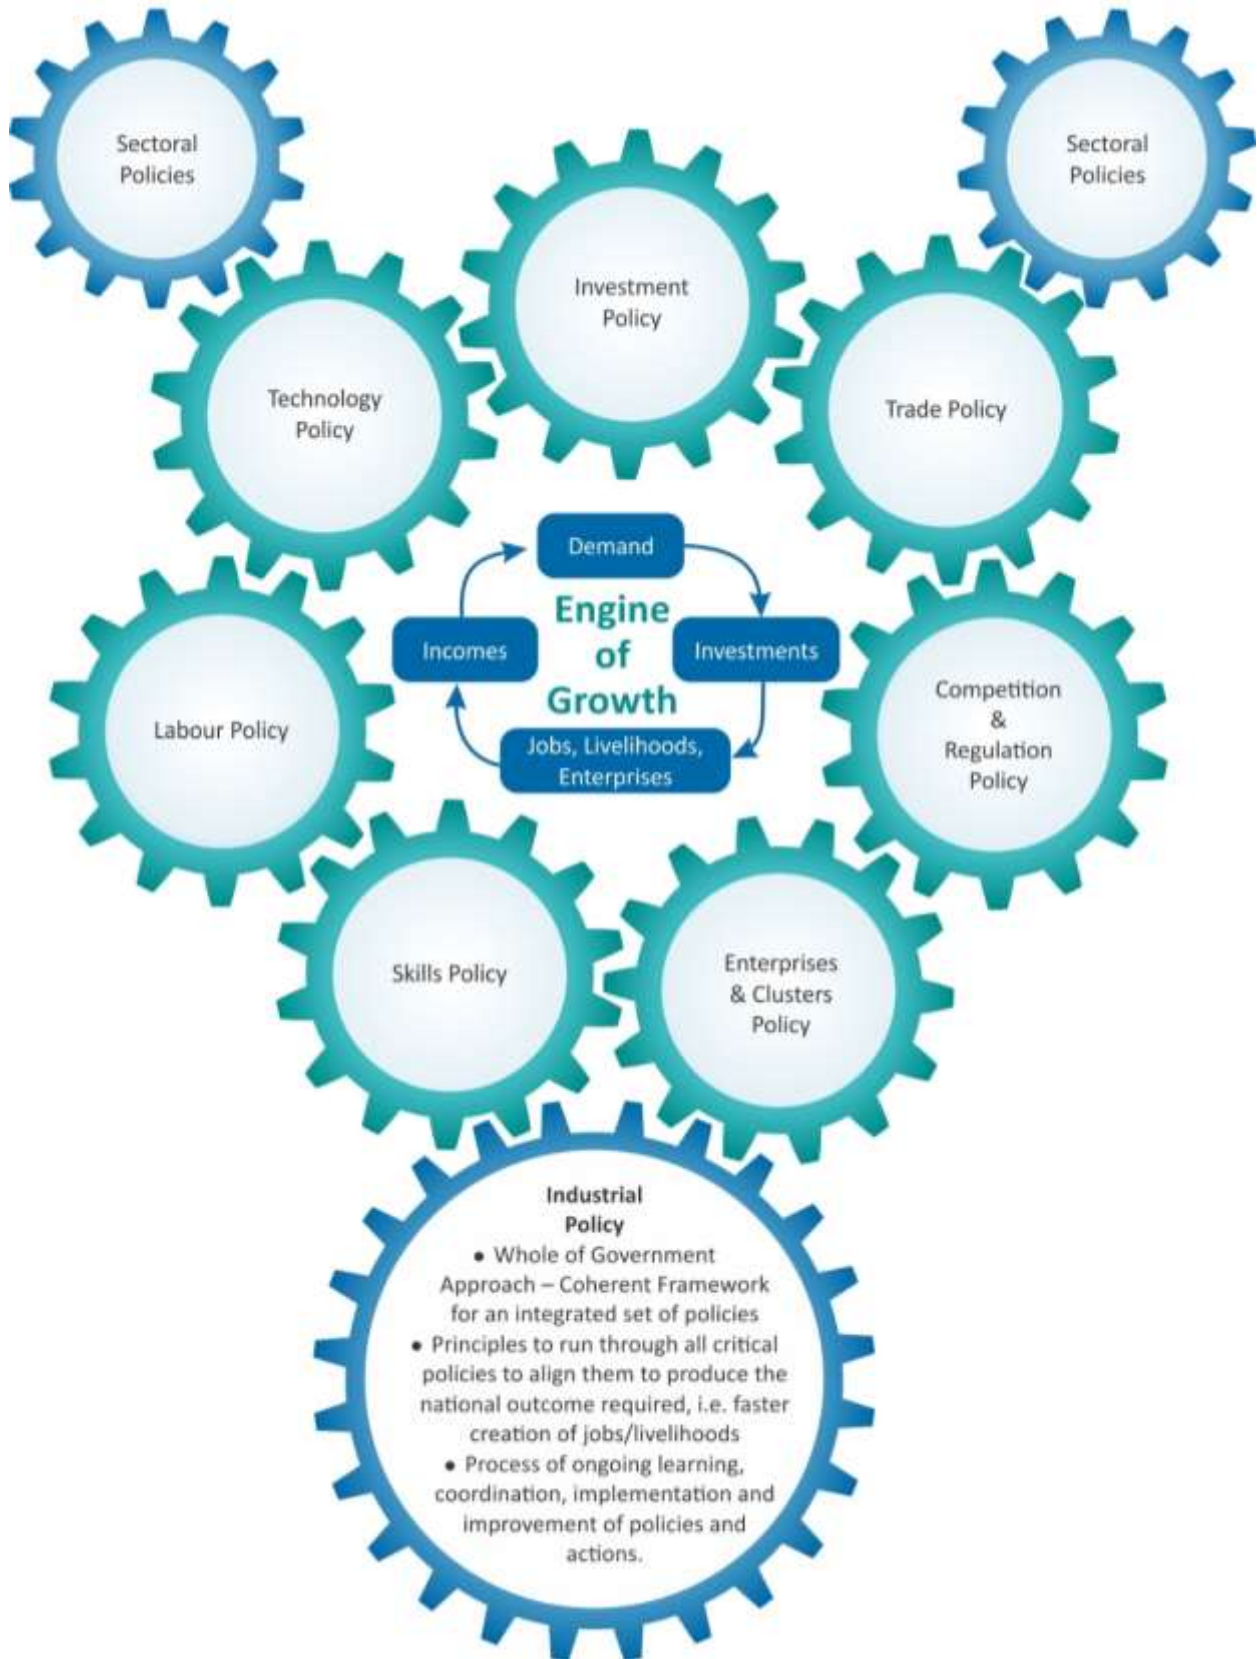 Sectoral
Policies
Sectoral
Policies
Investment
Policy
Technology
Policy
Trade Policy
Demand
Engine
of
Growth
Incomes
Investments
Jobs, Livelihoods,
Enterprises
Labour Policy
Competition
&
Regulation
Policy
Skills Policy
Enterprises
& Clusters
Policy
Industrial
Policy
● Whole of Government
Approach – Coherent Framework
for an integrated set of policies
● Principles to run through all critical
policies to align them to produce the
national outcome required, i.e. faster
creation of jobs/livelihoods
● Process of ongoing learning,
coordination, implementation and
improvement of policies and
actions.